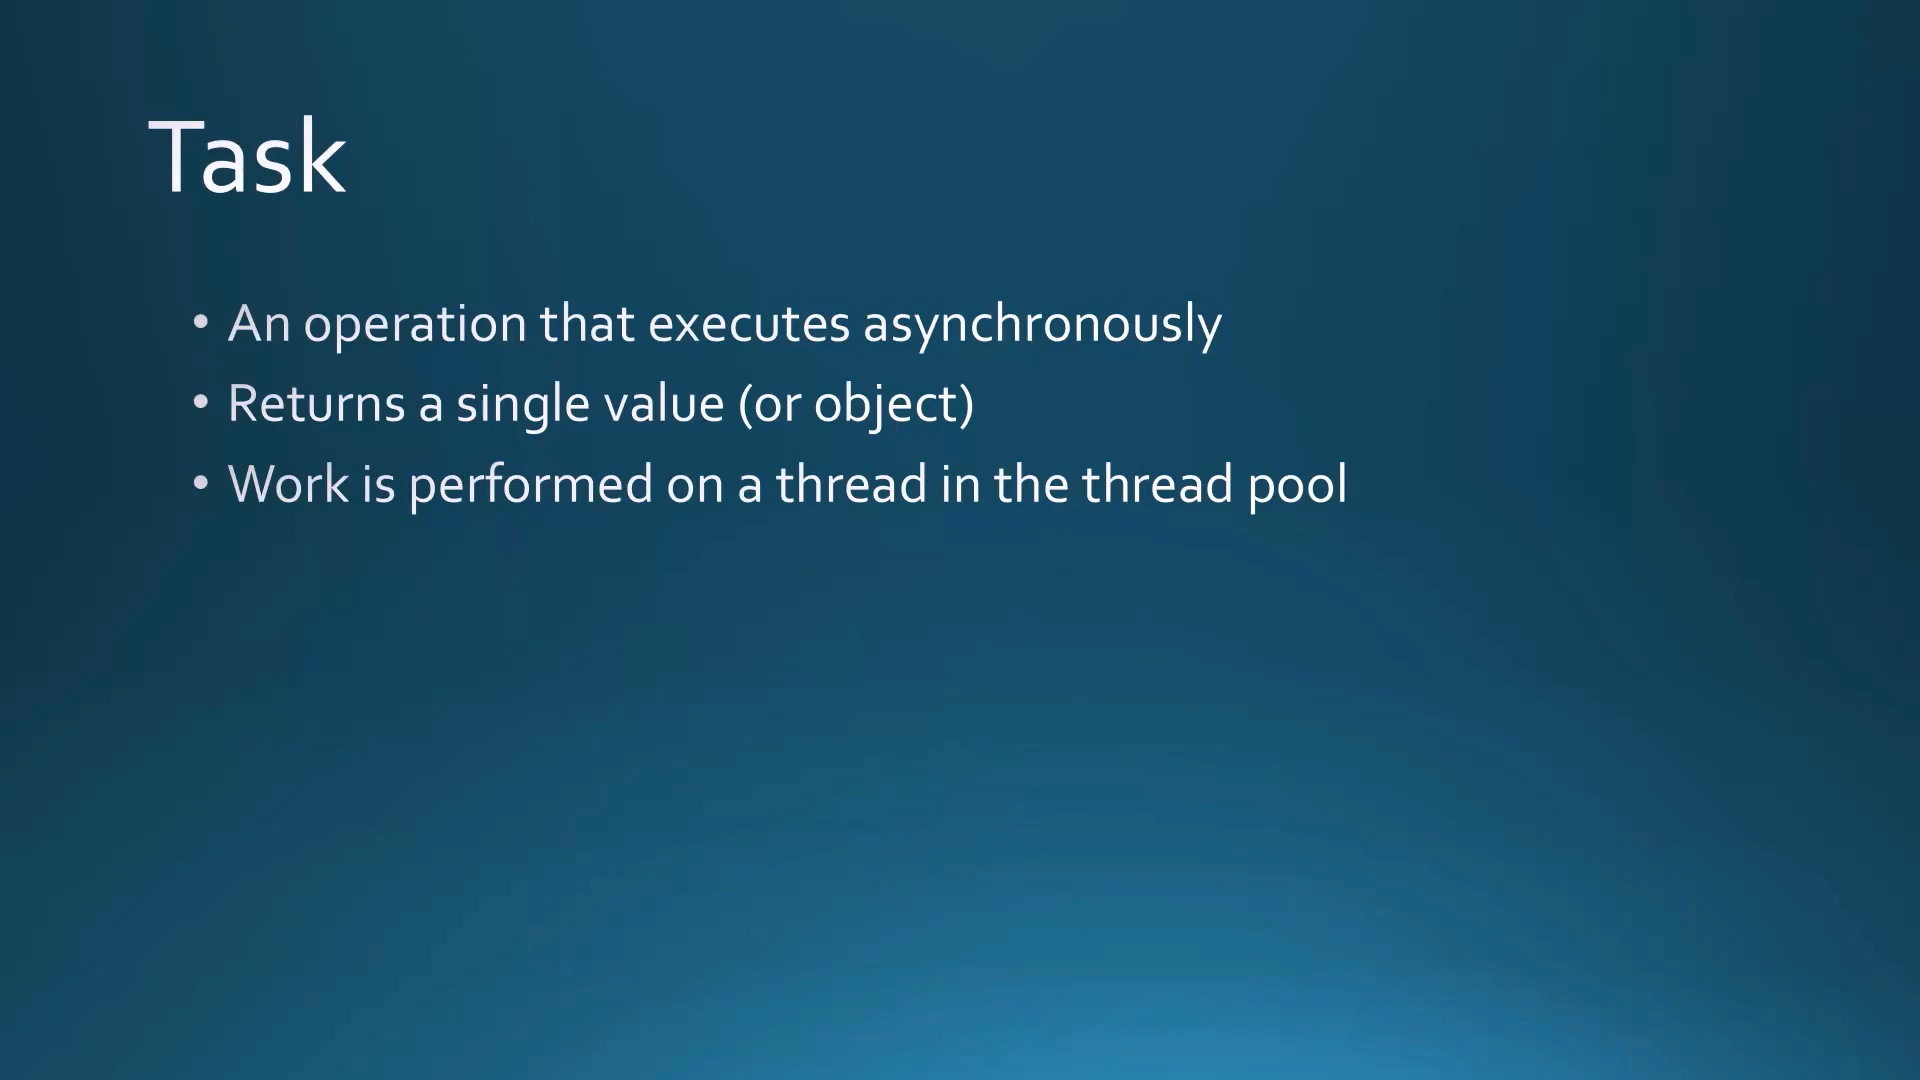 Task
• An operation that executes asynchronously
• Returns a single value (or object)
• Work is performed on a thread in the thread pool